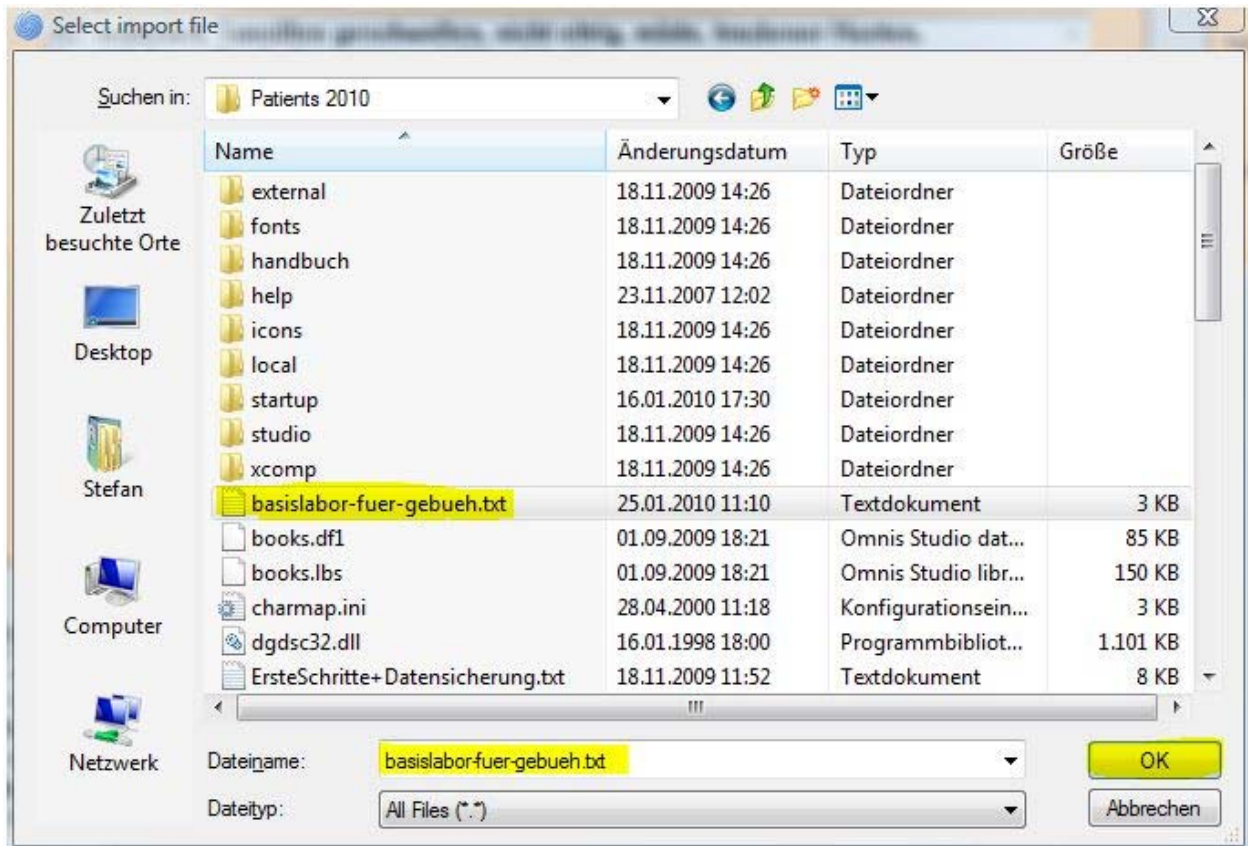 Select import file
Suchen in: Patients 2010
Name Änderungsdatum Typ Größe
external 18.11.2009 14:26 Dateiordner
fonts 18.11.2009 14:26 Dateiordner
handbuch 18.11.2009 14:26 Dateiordner
help 23.11.2007 12:02 Dateiordner
icons 18.11.2009 14:26 Dateiordner
local 18.11.2009 14:26 Dateiordner
startup 16.01.2010 17:30 Dateiordner
studio 18.11.2009 14:26 Dateiordner
xcomp 18.11.2009 14:26 Dateiordner
basislabor-fuer-gebueh.txt 25.01.2010 11:10 Textdokument 3 KB
books.df1 01.09.2009 18:21 Omnis Studio dat... 85 KB
books.lbs 01.09.2009 18:21 Omnis Studio libr... 150 KB
charmap.ini 28.04.2000 11:18 Konfigurationsein... 3 KB
dgdsc32.dll 16.01.1998 18:00 Programmbibliot... 1.101 KB
ErsteSchritte+Datensicherung.txt 18.11.2009 11:52 Textdokument 8 KB
Zuletzt
besuchte Orte
Desktop
Stefan
Computer
Netzwerk
Dateiname: basislabor-fuer-gebueh.txt OK
Dateityp: All Files (*.*) Abbrechen